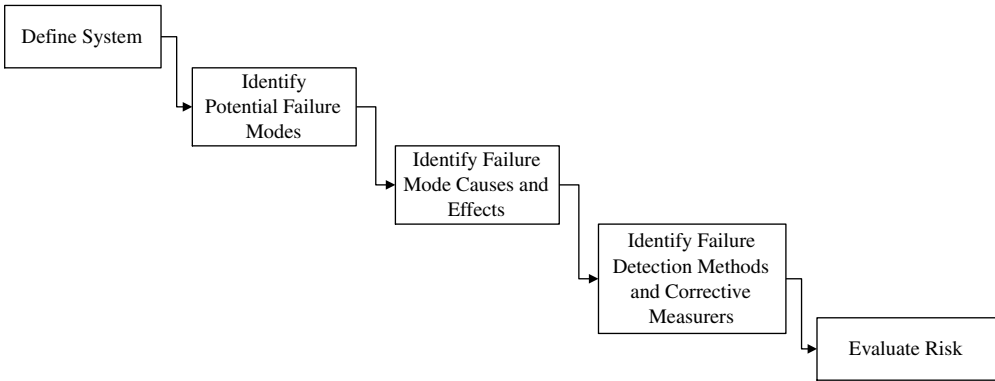 Define System
Identify
Potential Failure
Modes
Identify Failure
Mode Causes and
Effects
Identify Failure
Detection Methods
and Corrective
Measurers
Evaluate Risk